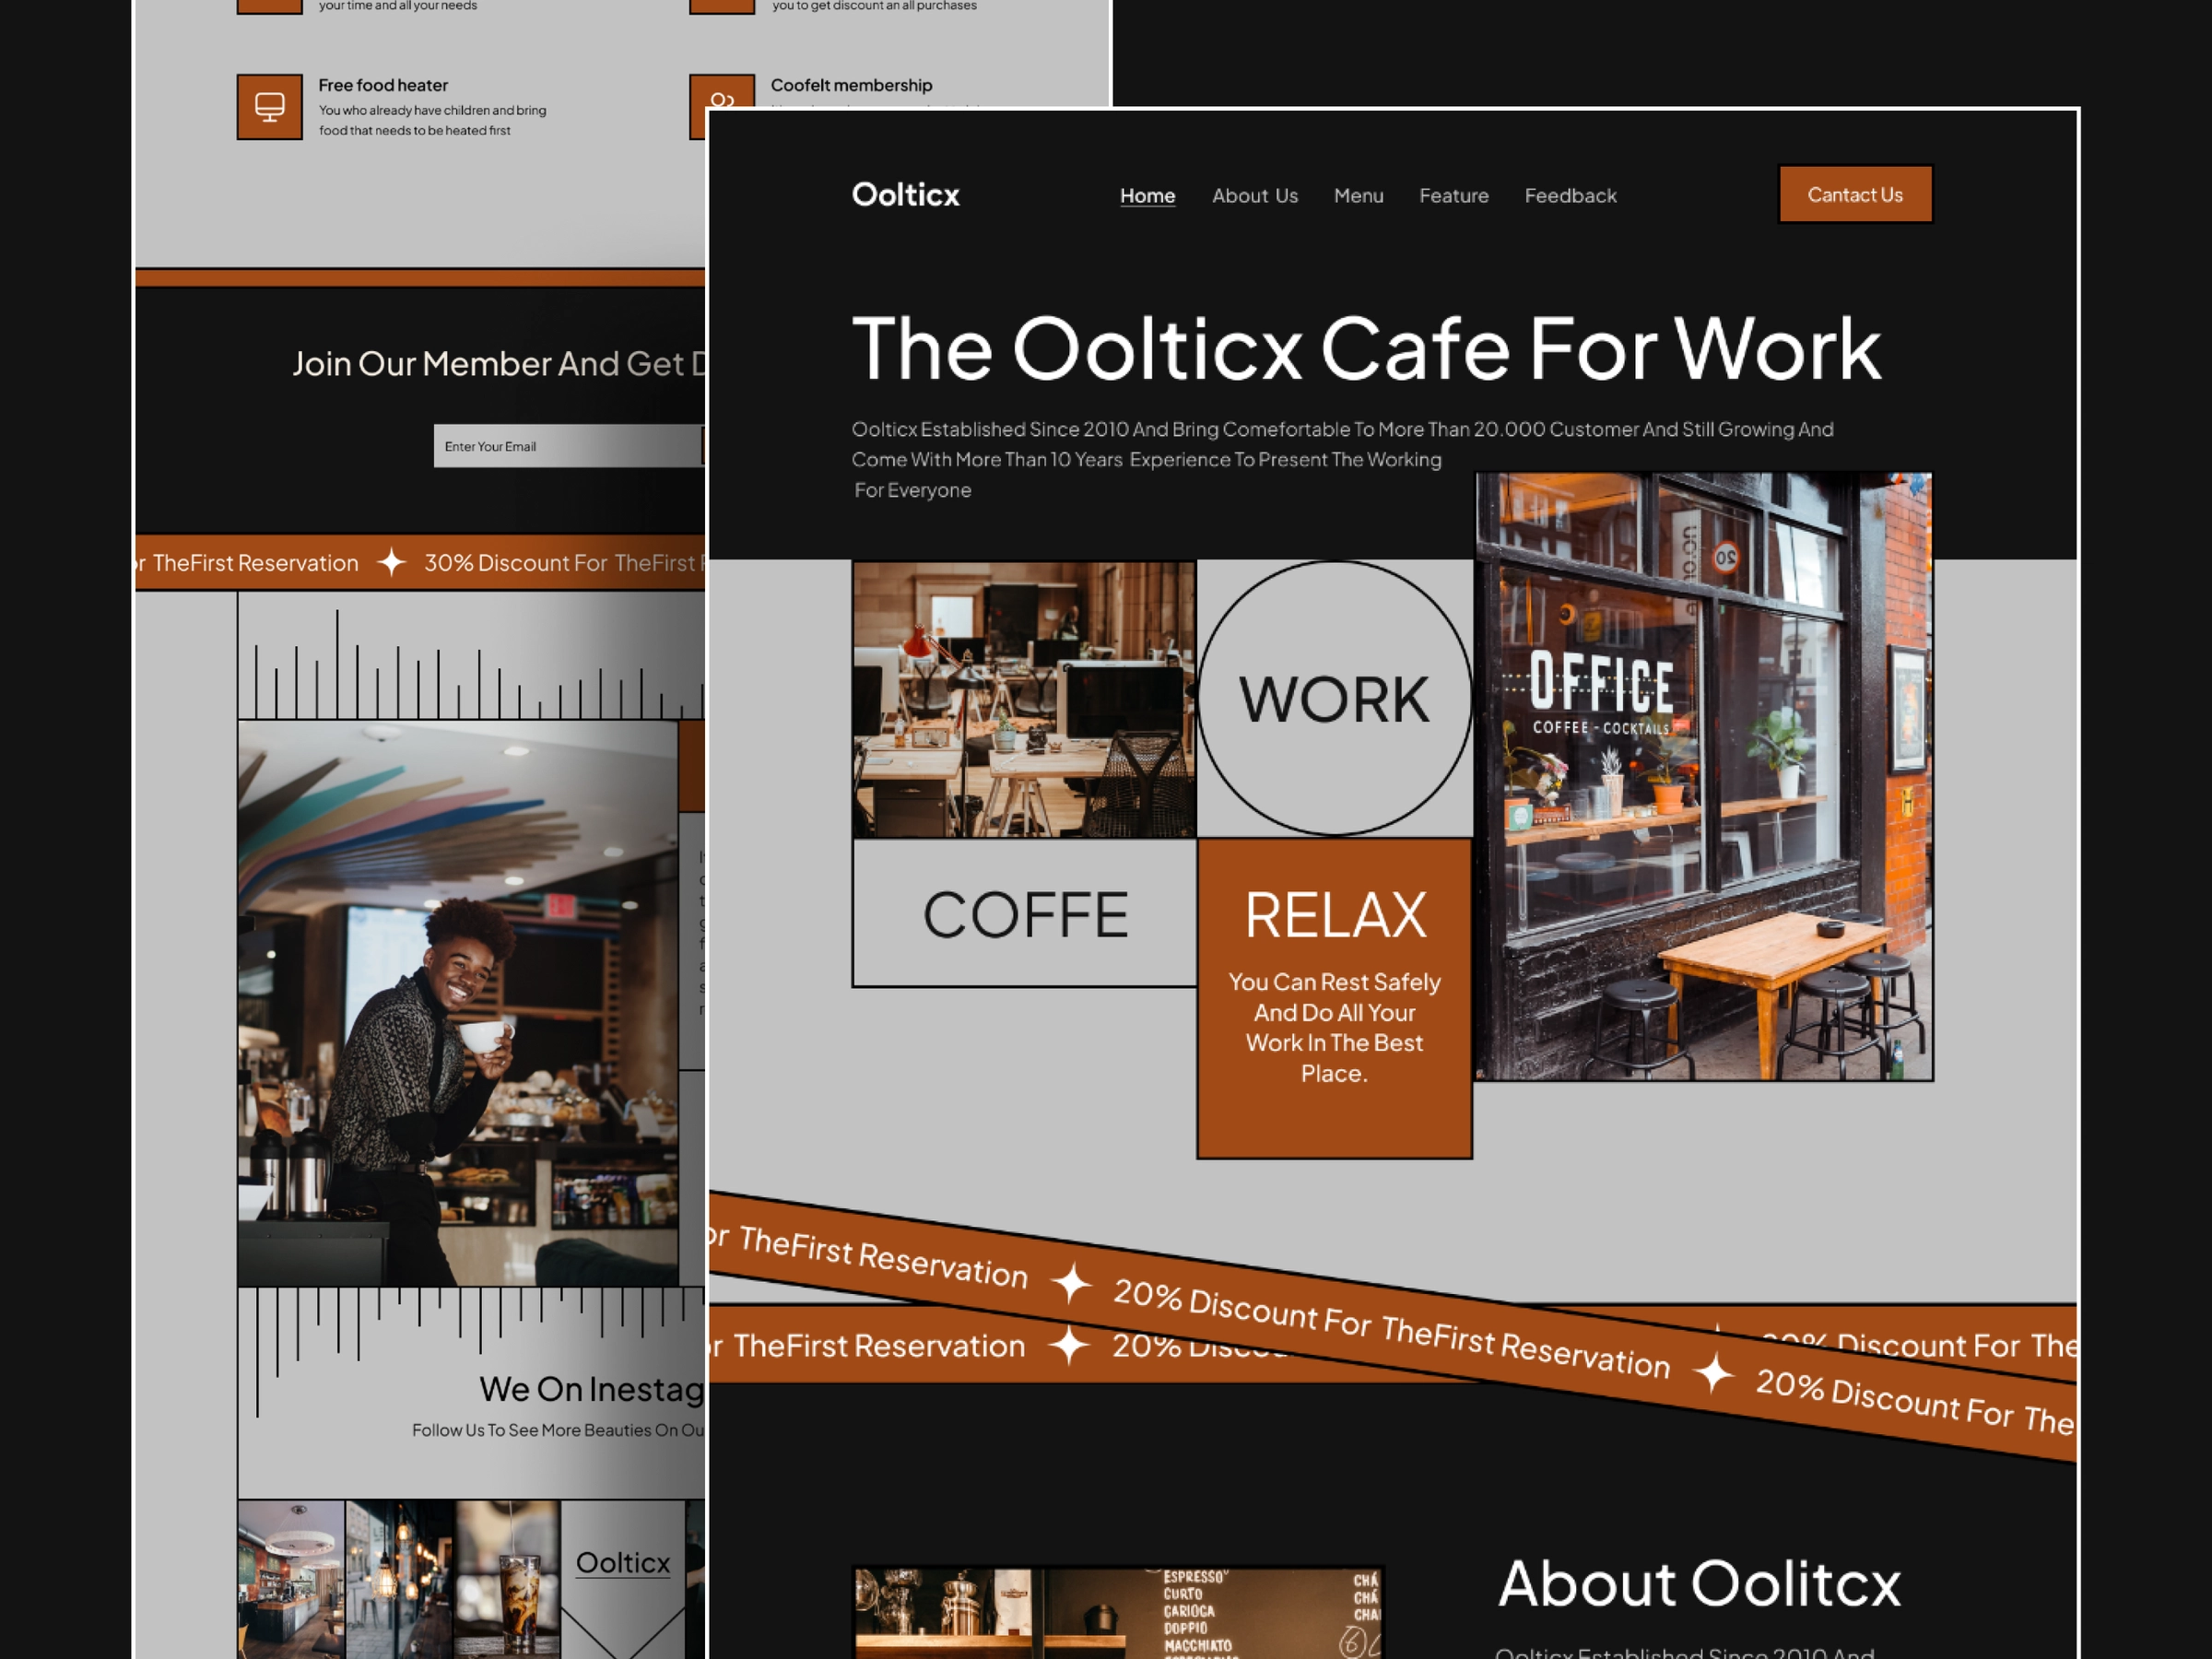 your time and all your needs
you to get discount an all purchases
Free food heater
You who already have children and bring
food that needs to be heated first
Coofelt membership
Join Our Member And Get D
Enter Your Email
TheFirst Reservation ✦ 30% Discount For TheFirst
We On Inestag
Follow Us To See More Beauties On Ou
Oolticx
Oolticx
Home
About Us
Menu
Feature
Feedback
Cantact Us
The Oolticx Cafe For Work
Oolticx Established Since 2010 And Bring Comefortable To More Than 20.000 Customer And Still Growing And
Come With More Than 10 Years Experience To Present The Working
For Everyone
WORK
OFFICE
COFFEE - COCKTAILS
20
COFFE
RELAX
You Can Rest Safely
And Do All Your
Work In The Best
Place.
or TheFirst Reservation ✦ 20% Discount For TheFirst Reservation ✦ 20% Discount For The
TheFirst Reservation ✦ 20% Discount For The
About Oolitcx
Oolticx Established Since 2010 And
ESPRESSO
CURTO
CARIOCA
DOPPIO
MACCHIATO
CHÁ
CHÁ
CHA